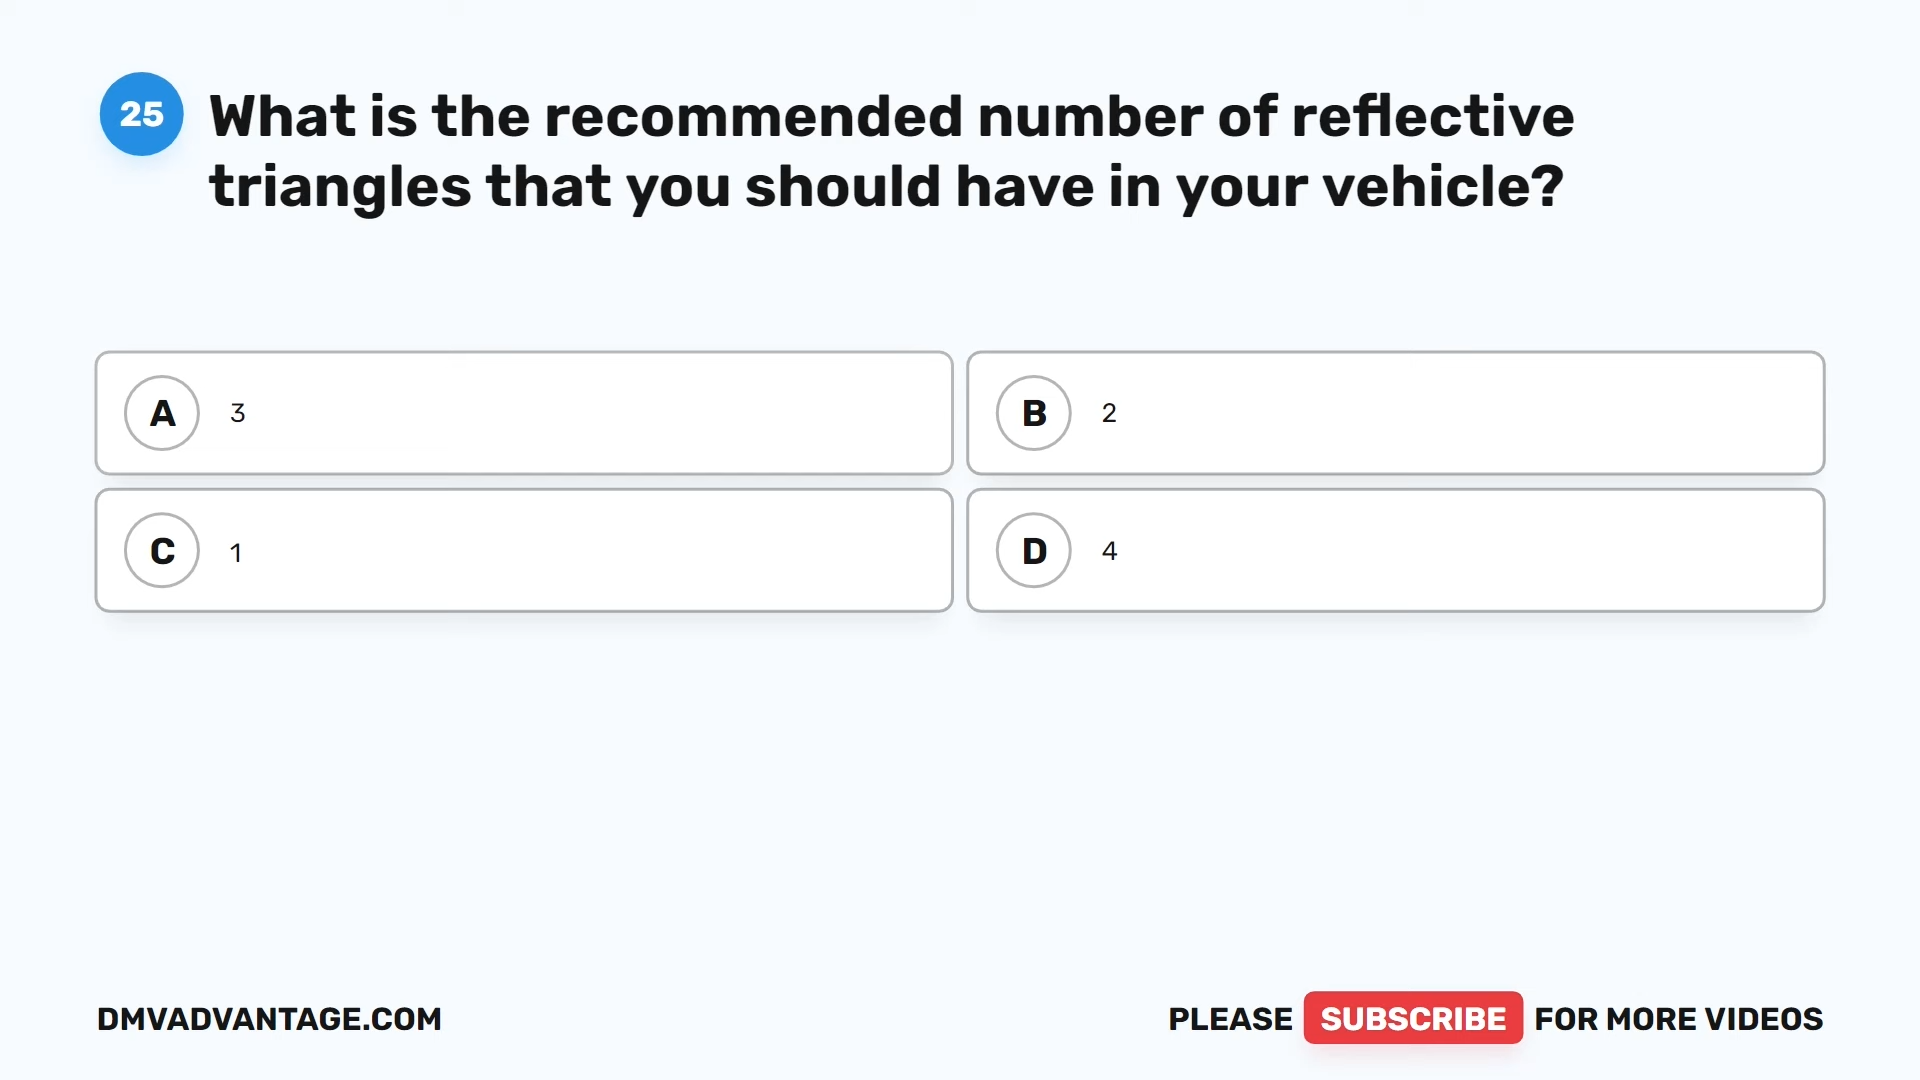 25
What is the recommended number of reflective
triangles that you should have in your vehicle?
A 3
B 2
C 1
D 4
DMVADVANTAGE.COM
PLEASE SUBSCRIBE FOR MORE VIDEOS